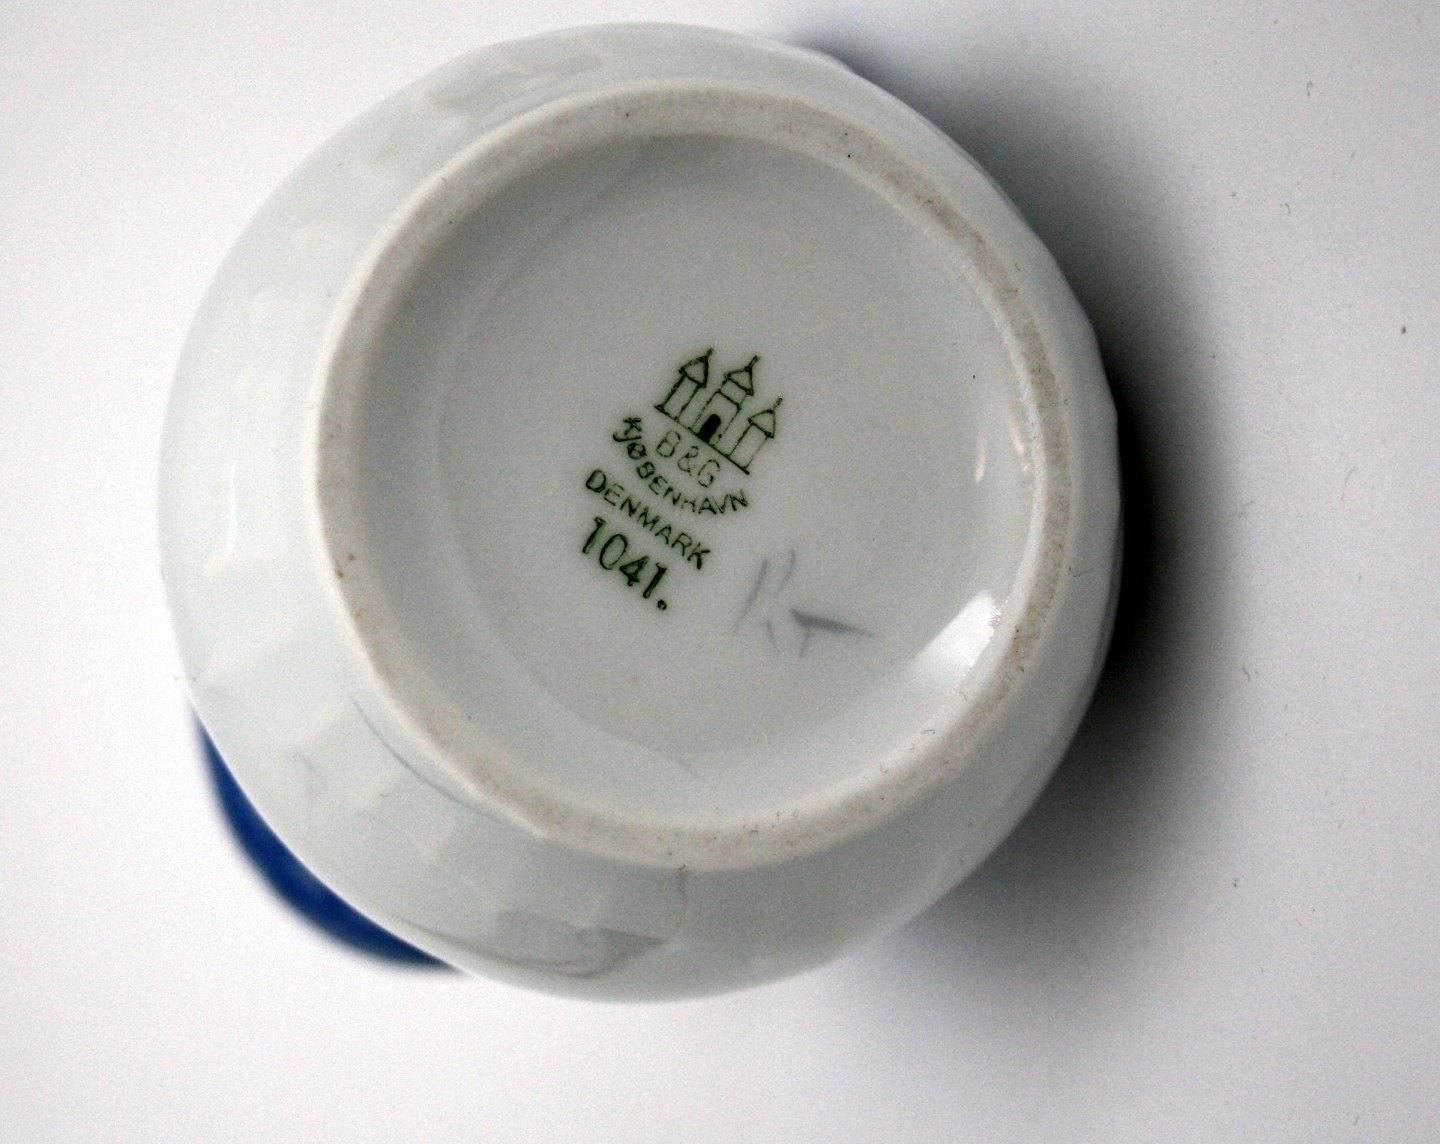 B&G
KJØBENHAVN
DENMARK
1041.